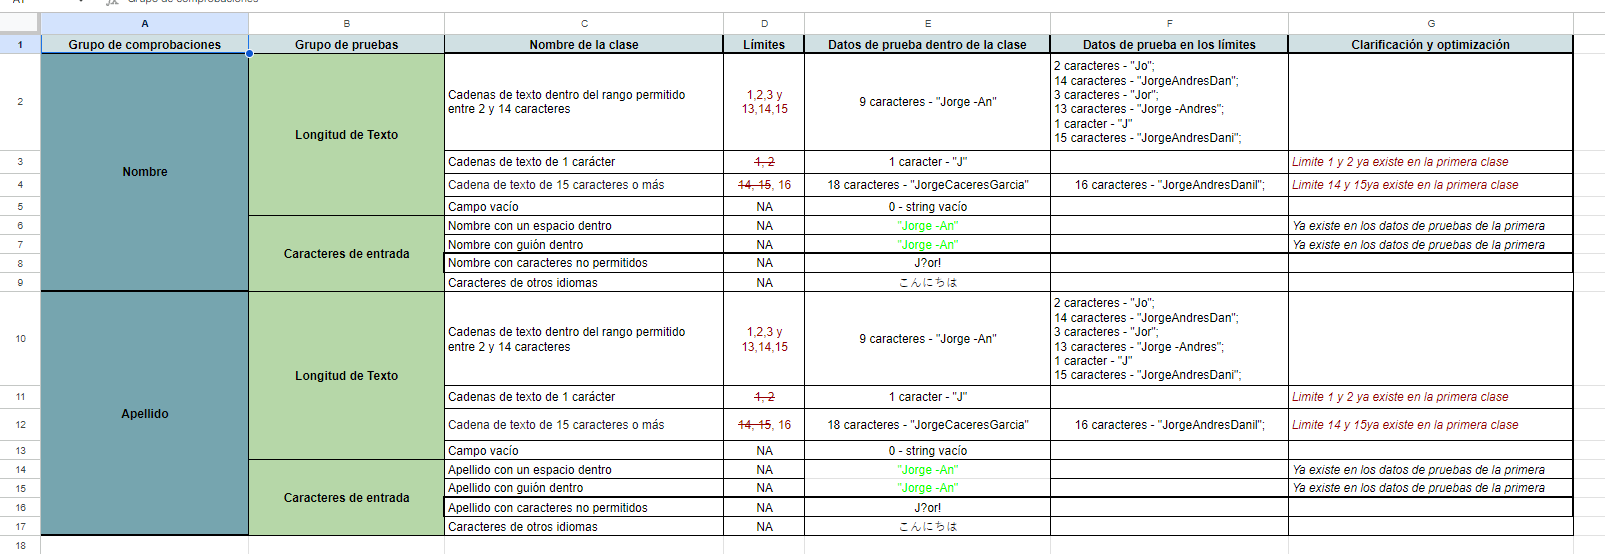 A B C D E F G
1 Grupo de comprobaciones Grupo de pruebas Nombre de la clase Límites Datos de prueba dentro de la clase Datos de prueba en los límites Clarificación y optimización
2 Nombre Longitud de Texto Cadenas de texto dentro del rango permitido
entre 2 y 14 caracteres
1,2,3 y
13,14,15
9 caracteres - "Jorge -An"
2 caracteres - "Jo";
14 caracteres - "JorgeAndresDan";
3 caracteres - "Jor";
13 caracteres - "Jorge -Andres";
1 caracter - "J"
15 caracteres - "JorgeAndresDani";
3 Cadenas de texto de 1 carácter 1, 2 1 caracter - "J" Limite 1 y 2 ya existe en la primera clase
4 Cadena de texto de 15 caracteres o más 14, 15, 16 18 caracteres - "JorgeCaceresGarcia" 16 caracteres - "JorgeAndresDanil"; Limite 14 y 15ya existe en la primera clase
5 Campo vacío NA 0 - string vacío
6 Caracteres de entrada Nombre con un espacio dentro NA "Jorge -An" Ya existe en los datos de pruebas de la primera
7 Nombre con guión dentro NA "Jorge -An" Ya existe en los datos de pruebas de la primera
8 Nombre con caracteres no permitidos NA J?or!
9 Caracteres de otros idiomas NA こんにちは
10 Apellido Longitud de Texto Cadenas de texto dentro del rango permitido
entre 2 y 14 caracteres
1,2,3 y
13,14,15
9 caracteres - "Jorge -An"
2 caracteres - "Jo";
14 caracteres - "JorgeAndresDan";
3 caracteres - "Jor";
13 caracteres - "Jorge -Andres";
1 caracter - "J"
15 caracteres - "JorgeAndresDani";
11 Cadenas de texto de 1 carácter 1, 2 1 caracter - "J" Limite 1 y 2 ya existe en la primera clase
12 Cadena de texto de 15 caracteres o más 14, 15, 16 18 caracteres - "JorgeCaceresGarcia" 16 caracteres - "JorgeAndresDanil"; Limite 14 y 15ya existe en la primera clase
13 Campo vacío NA 0 - string vacío
14 Caracteres de entrada Apellido con un espacio dentro NA "Jorge -An" Ya existe en los datos de pruebas de la primera
15 Apellido con guión dentro NA "Jorge -An" Ya existe en los datos de pruebas de la primera
16 Apellido con caracteres no permitidos NA J?or!
17 Caracteres de otros idiomas NA こんにちは
18